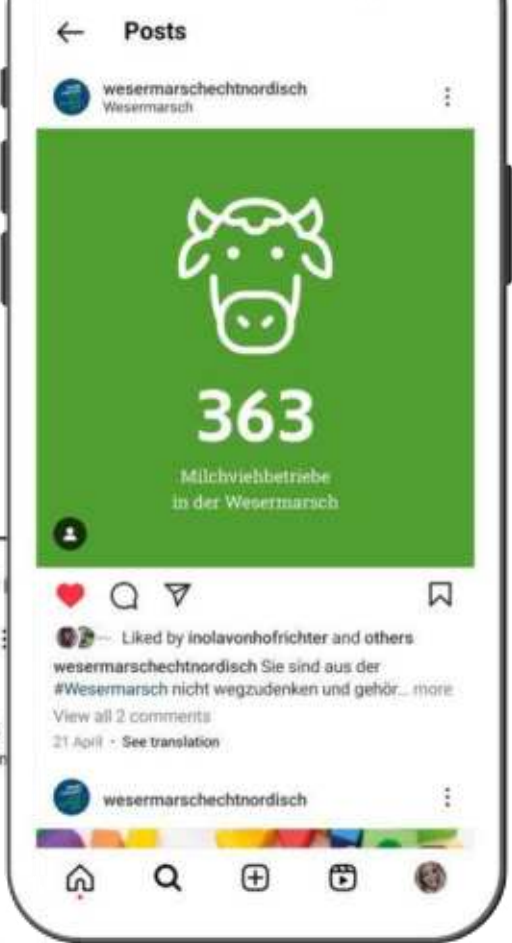 Posts
wesermarschechtnordisch
Wesermarsch
363
Milchviehbetriebe
in der Wesermarsch
Liked by inolavonhofrichter and others
wesermarschechtnordisch Sie sind aus der
#Wesermarsch nicht wegzudenken und gehör... more
View all 2 comments
21 April · See translation
wesermarschechtnordisch